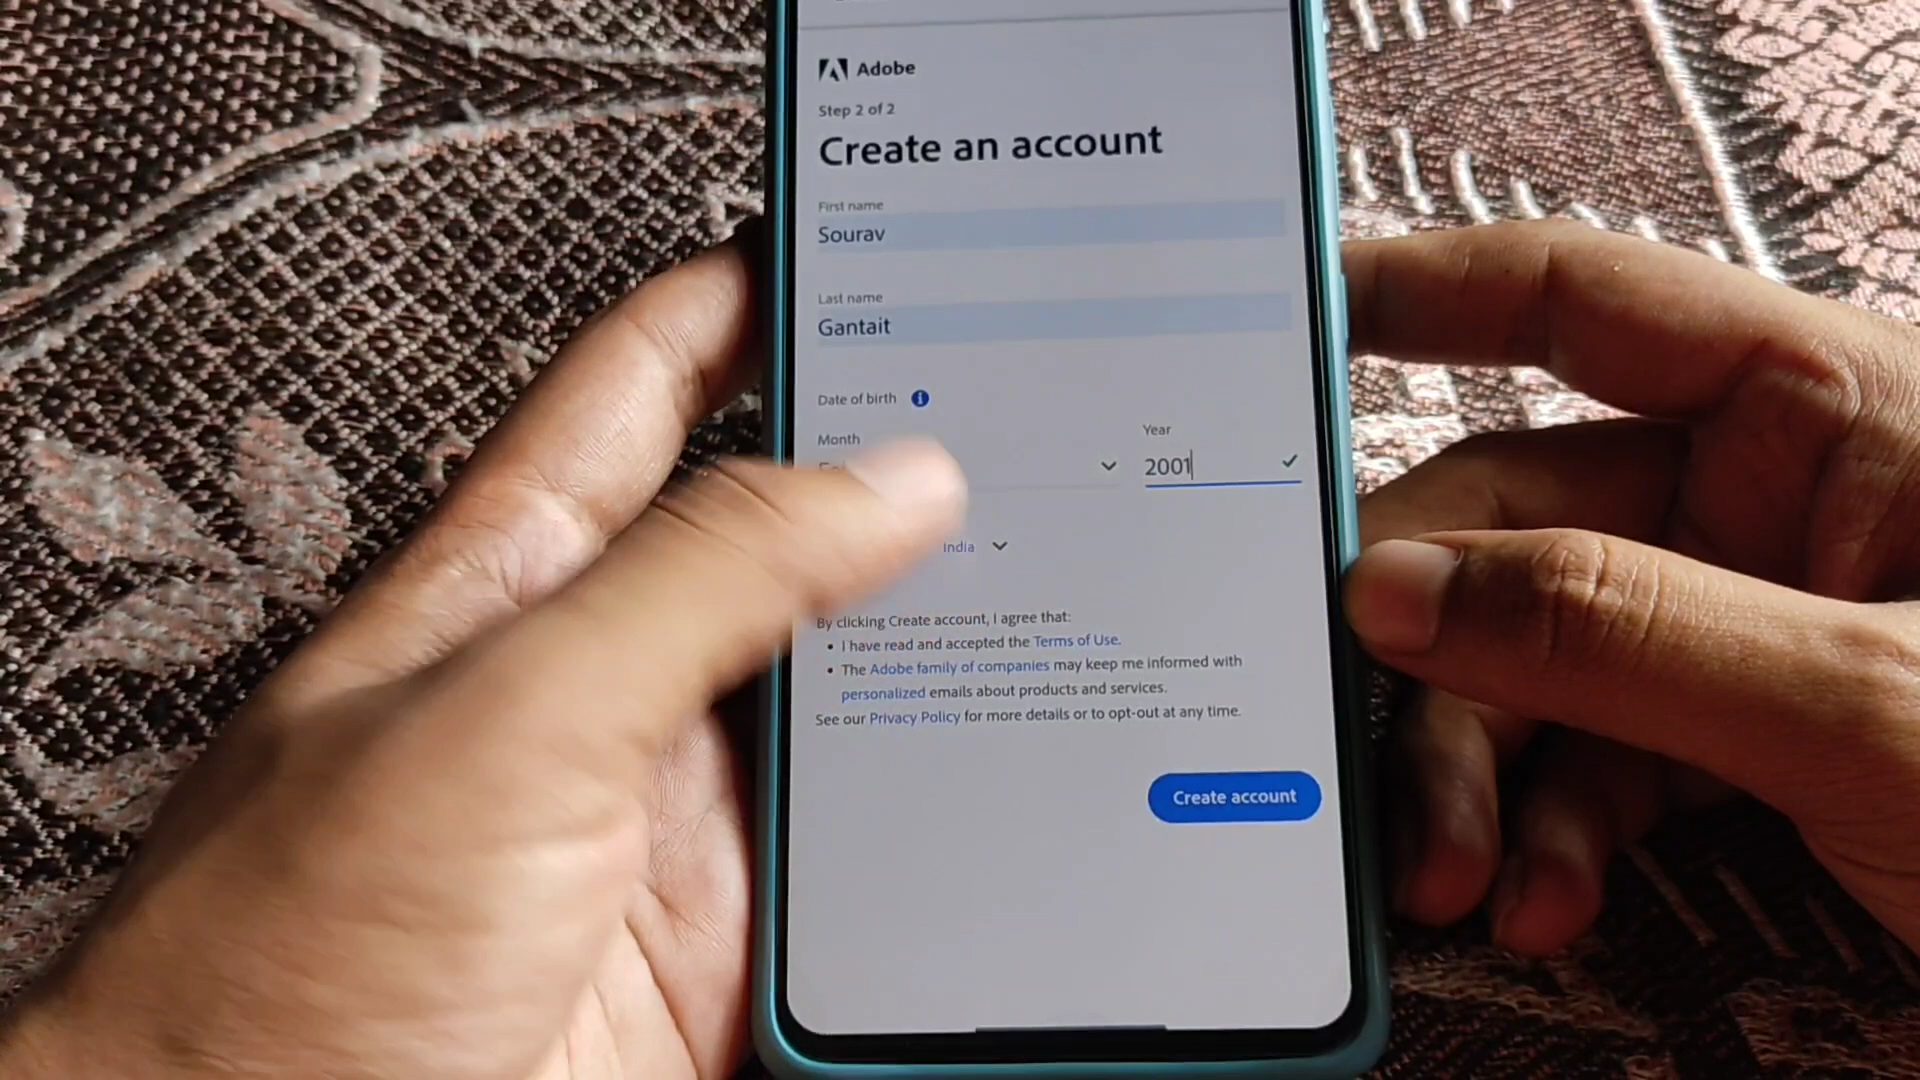 Adobe
Step 2 of 2
Create an account
First name
Sourav
Last name
Gantait
Date of birth
Month
Year
2001
India
By clicking Create account, I agree that:
• I have read and accepted the Terms of Use.
• The Adobe family of companies may keep me informed with
personalized emails about products and services.
See our Privacy Policy for more details or to opt-out at any time.
Create account